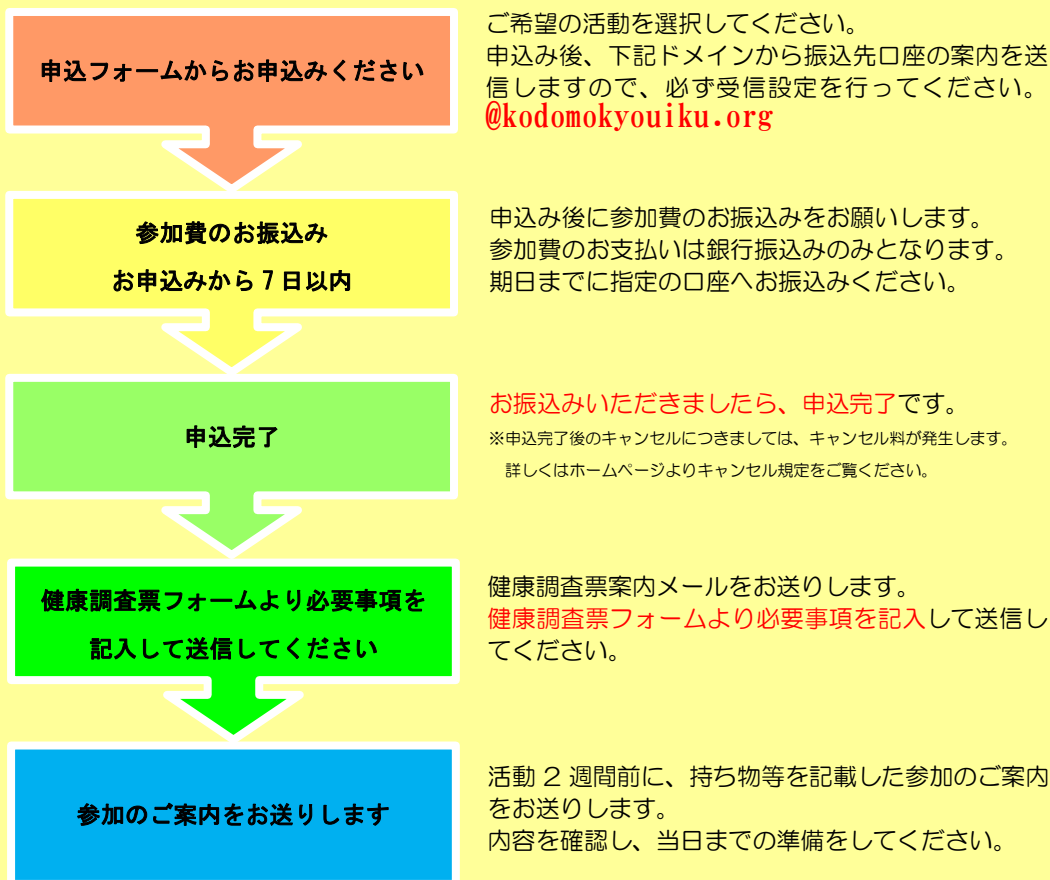 申込フォームからお申込みください
ご希望の活動を選択してください。
申込み後、下記ドメインから振込先口座の案内を送
信しますので、必ず受信設定を行ってください。
@kodomokyouiku.org
参加費のお振込み
お申込みから7日以内
申込み後に参加費のお振込みをお願いします。
参加費のお支払いは銀行振込みのみとなります。
期日までに指定の口座へお振込みください。
申込完了
お振込みいただきましたら、申込完了です。
※申込完了後のキャンセルにつきましては、キャンセル料が発生します。
詳しくはホームページよりキャンセル規定をご覧ください。
健康調査票フォームより必要事項を
記入して送信してください
健康調査票案内メールをお送りします。
健康調査票フォームより必要事項を記入して送信し
てください。
参加のご案内をお送りします
活動2週間前に、持ち物等を記載した参加のご案内
をお送りします。
内容を確認し、当日までの準備をしてください。